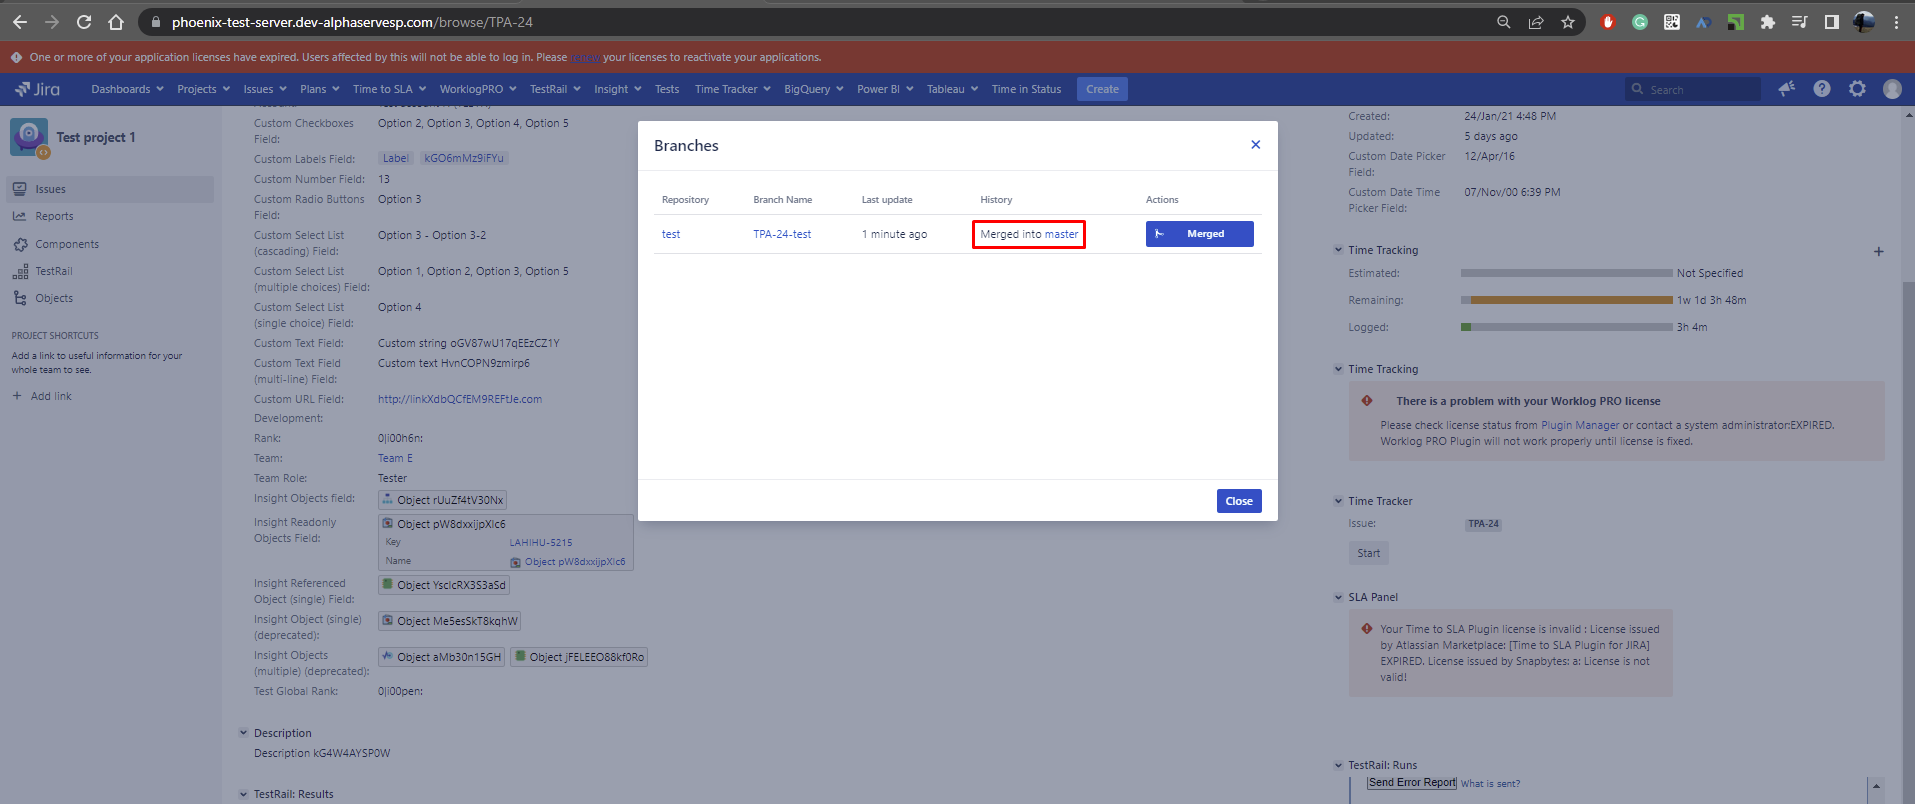 phoenix-test-server.dev-alphaservesp.com/browse/TPA-24
One or more of your application licenses have expired. Users affected by this will not be able to log in. Please renew your licenses to reactivate your applications.
Jira Dashboards Projects Issues Plans Time to SLA WorklogPRO TestRail Insight Tests Time Tracker BigQuery Power BI Tableau Time in Status Create Search
Test project 1
Issues
Reports
Components
TestRail
Objects
PROJECT SHORTCUTS
Add a link to useful information for your
whole team to see.
+ Add link
Custom Checkboxes Option 2, Option 3, Option 4, Option 5
Field:
Custom Labels Field: Label kGO6mMz9iFYu
Custom Number Field: 13
Custom Radio Buttons Option 3
Field:
Custom Select List Option 3 - Option 3-2
(cascading) Field:
Custom Select List Option 1, Option 2, Option 3, Option 5
(multiple choices) Field:
Custom Select List Option 4
(single choice) Field:
Custom Text Field: Custom string oGV87wU17qEEzCZ1Y
Custom Text Field Custom text HvnCOPN9zmirp6
(multi-line) Field:
Custom URL Field: http://linkXdbQCfEM9REFtJe.com
Development:
Rank: 0|i00h6n:
Team: Team E
Team Role: Tester
Insight Objects field: Object rUuZf4tV30Nx
Insight Readonly Object pW8dxxijpXIc6
Objects Field:
Key LAHIHU-5215
Name Object pW8dxxijpXIc6
Insight Referenced Object YscIcRX3S3aSd
Object (single) Field:
Insight Object (single) Object Me5esSkT8kqhW
(deprecated):
Insight Objects Object aMb30n15GH Object jFELEEO88kf0Ro
(multiple) (deprecated):
Test Global Rank: 0|i00pen:
Description
Description kG4W4AYSP0W
TestRail: Results
Branches
Repository Branch Name Last update History Actions
test TPA-24-test 1 minute ago Merged into master Merged
Close
Created: 24/Jan/21 4:48 PM
Updated: 5 days ago
Custom Date Picker 12/Apr/16
Field:
Custom Date Time 07/Nov/00 6:39 PM
Picker Field:
Time Tracking
Estimated: Not Specified
Remaining: 1w 1d 3h 48m
Logged: 3h 4m
Time Tracking
There is a problem with your Worklog PRO license
Please check license status from Plugin Manager or contact a system administrator:EXPIRED.
Worklog PRO Plugin will not work properly until license is fixed.
Time Tracker
Issue: TPA-24
Start
SLA Panel
Your Time to SLA Plugin license is invalid : License issued
by Atlassian Marketplace: [Time to SLA Plugin for JIRA]
EXPIRED. License issued by Snapbytes: a: License is not
valid!
TestRail: Runs
Send Error Report What is sent?